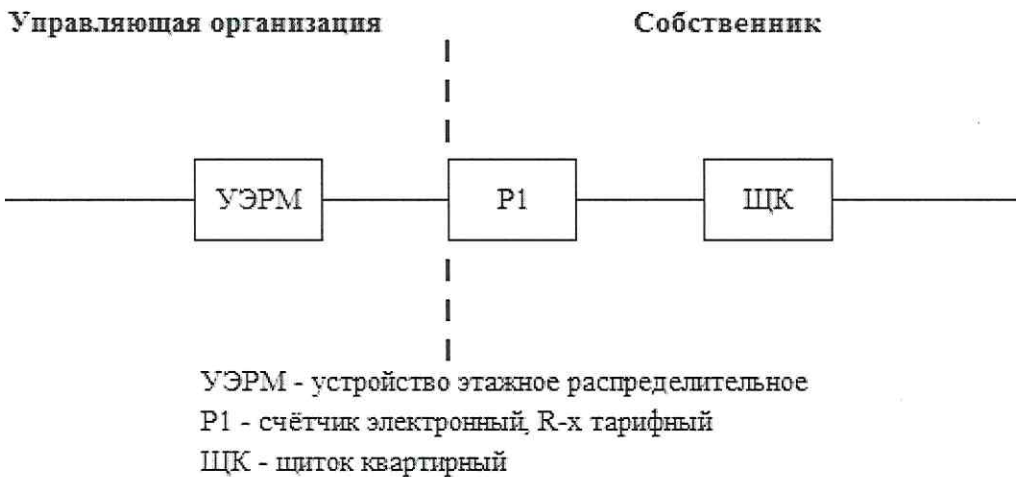 Управляющая организация
Собственник
УЭРМ
Р1
ЩК
УЭРМ - устройство этажное распределительное
Р1 - счётчик электронный, R-х тарифный
ЩК - щиток квартирный